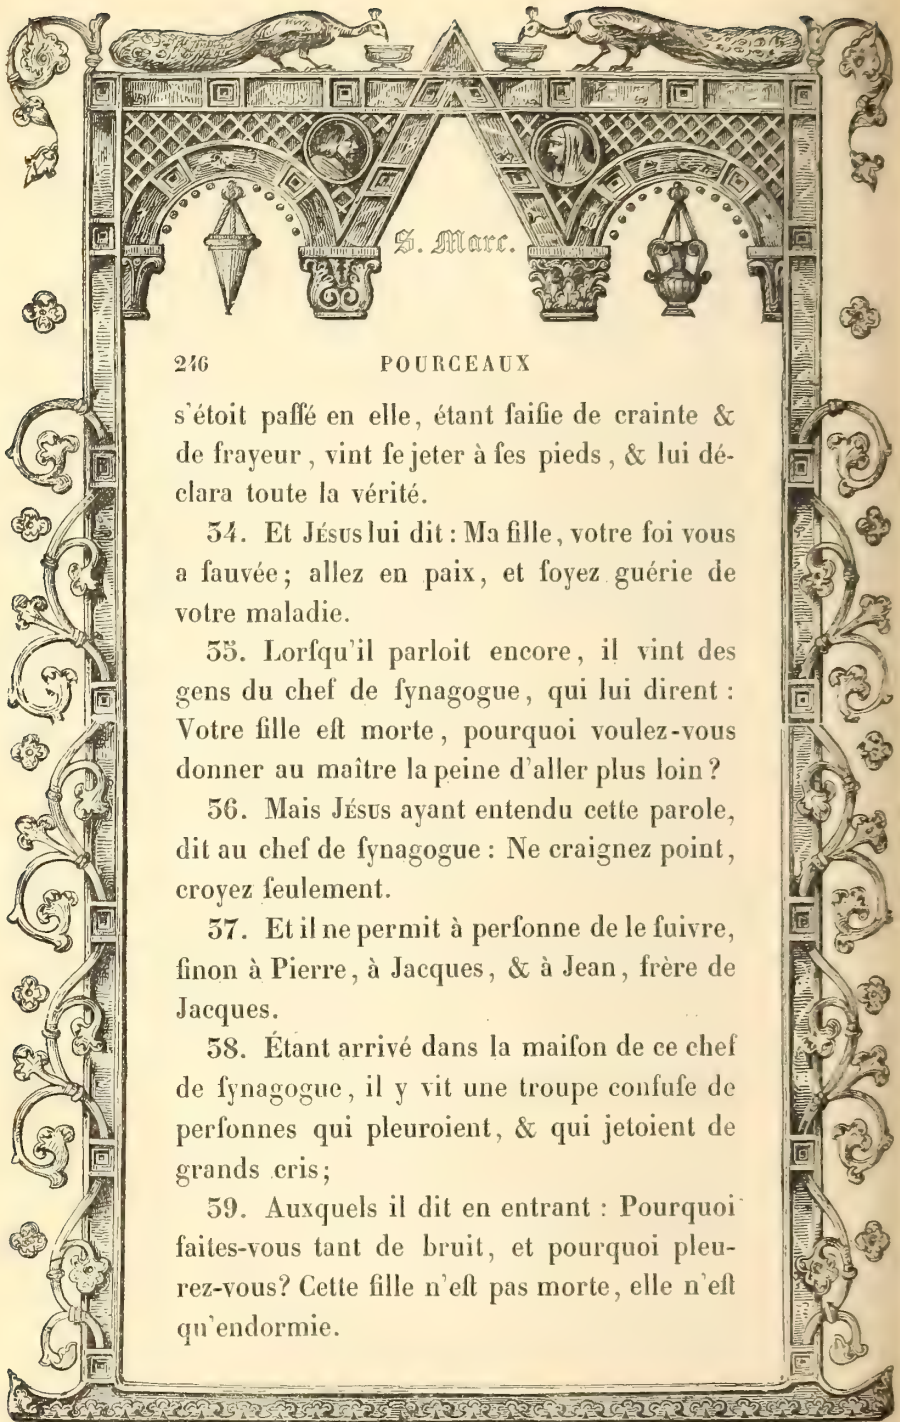 S. Marc.
246 POURCEAUX
s'étoit paſſé en elle, étant ſaiſie de crainte &
de frayeur, vint ſe jeter à ſes pieds, & lui dé-
clara toute la vérité.
34. Et JÉSUS lui dit : Ma fille, votre foi vous
a ſauvée; allez en paix, et ſoyez guérie de
votre maladie.
35. Lorſqu'il parloit encore, il vint des
gens du chef de ſynagogue, qui lui dirent :
Votre fille eſt morte, pourquoi voulez-vous
donner au maître la peine d'aller plus loin ?
36. Mais JÉSUS ayant entendu cette parole,
dit au chef de ſynagogue : Ne craignez point,
croyez ſeulement.
37. Et il ne permit à perſonne de le ſuivre,
ſinon à Pierre, à Jacques, & à Jean, frère de
Jacques.
38. Étant arrivé dans la maiſon de ce chef
de ſynagogue, il y vit une troupe confuſe de
perſonnes qui pleuroient, & qui jetoient de
grands cris;
39. Auxquels il dit en entrant : Pourquoi
faites-vous tant de bruit, et pourquoi pleu-
rez-vous? Cette fille n'eſt pas morte, elle n'eſt
qu'endormie.